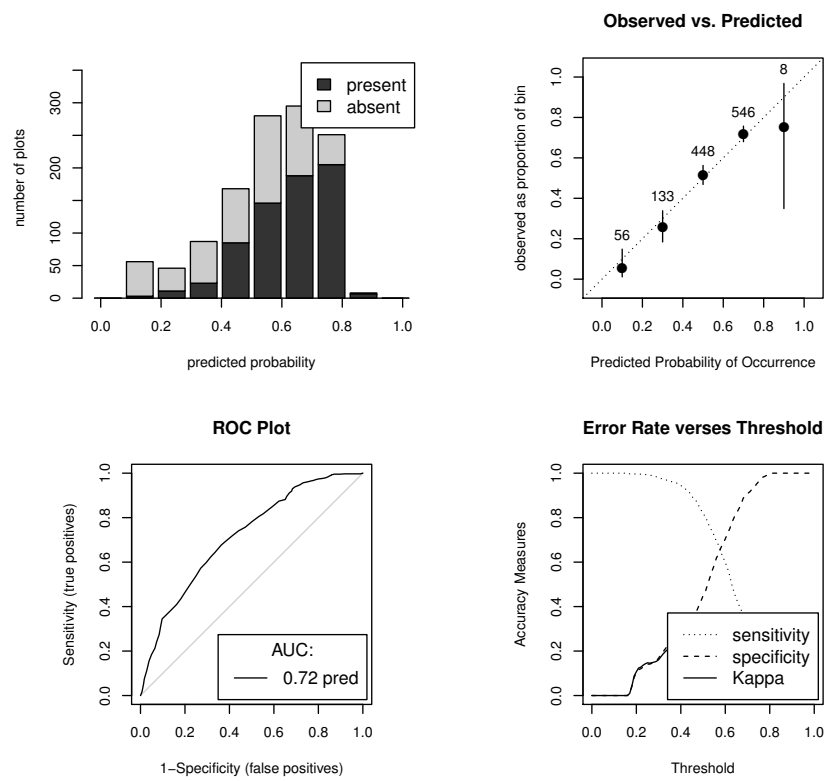 present
absent
number of plots
0
50
100
200
300
0.0 0.2 0.4 0.6 0.8 1.0
predicted probability
Observed vs. Predicted
56
133
448
546
8
observed as proportion of bin
0.0
0.2
0.4
0.6
0.8
1.0
0.0 0.2 0.4 0.6 0.8 1.0
Predicted Probability of Occurrence
ROC Plot
Sensitivity (true positives)
0.0
0.2
0.4
0.6
0.8
1.0
AUC:
0.72 pred
0.0 0.2 0.4 0.6 0.8 1.0
1−Specificity (false positives)
Error Rate verses Threshold
Accuracy Measures
0.0
0.2
0.4
0.6
0.8
1.0
sensitivity
specificity
Kappa
0.0 0.2 0.4 0.6 0.8 1.0
Threshold